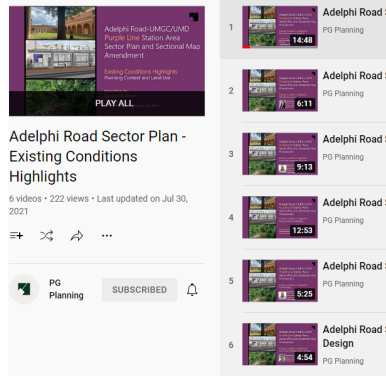 Adelphi Road-UMGC/UMD
Purple Line Station Area
Sector Plan and Sectional Map
Amendment
Existing Conditions Highlights
Planning Context and Land Use
PLAY ALL
Adelphi Road Sector Plan -
Existing Conditions
Highlights
6 videos • 222 views • Last updated on Jul 30,
2021
PG
Planning
SUBSCRIBED
1
14:48
Adelphi Road S
PG Planning
2
6:11
Adelphi Road S
PG Planning
3
9:13
Adelphi Road S
PG Planning
4
12:53
Adelphi Road S
PG Planning
5
5:25
Adelphi Road S
PG Planning
6
4:54
Adelphi Road S
Design
PG Planning